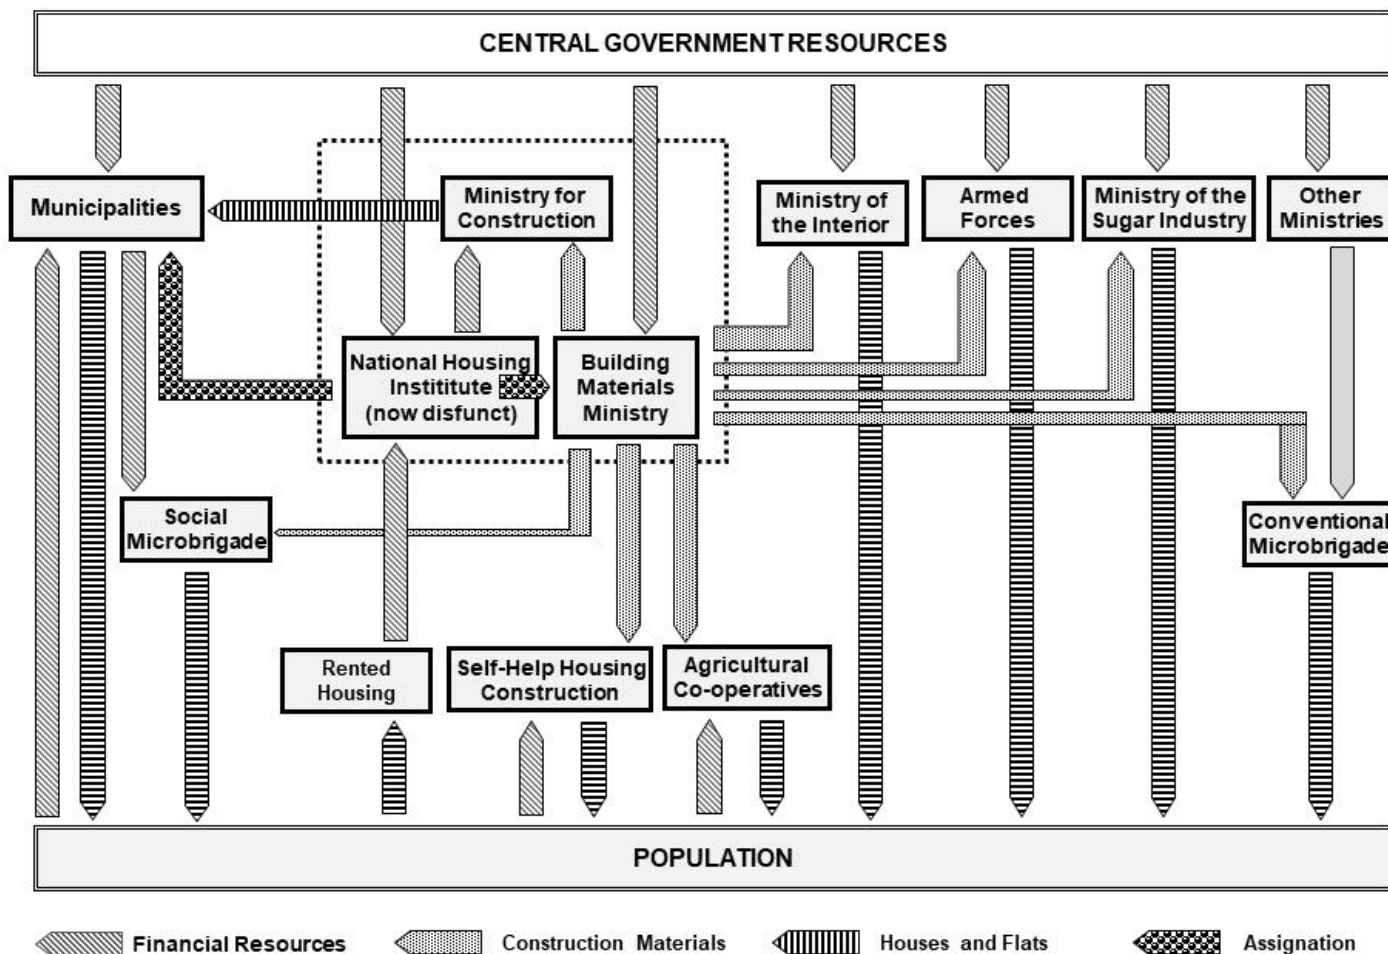 CENTRAL GOVERNMENT RESOURCES
Municipalities
Ministry for
Construction
Ministry of
the Interior
Armed
Forces
Ministry of the
Sugar Industry
Other
Ministries
National Housing
Instititute
(now disfunct)
Building
Materials
Ministry
Social
Microbrigade
Conventional
Microbrigade
Rented
Housing
Self-Help Housing
Construction
Agricultural
Co-operatives
POPULATION
Financial Resources
Construction Materials
Houses and Flats
Assignation